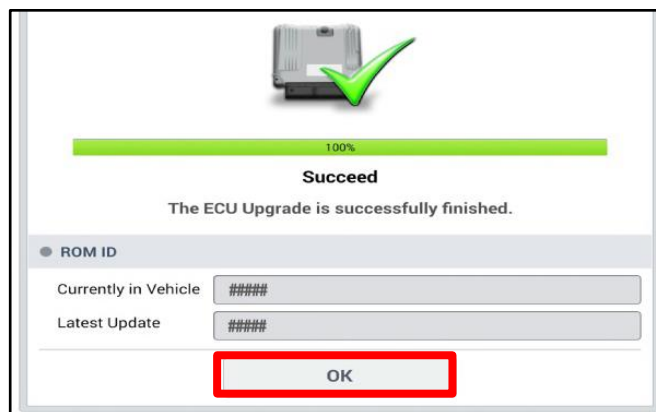 100%
Succeed
The ECU Upgrade is successfully finished.
ROM ID
Currently in Vehicle #####
Latest Update #####
OK